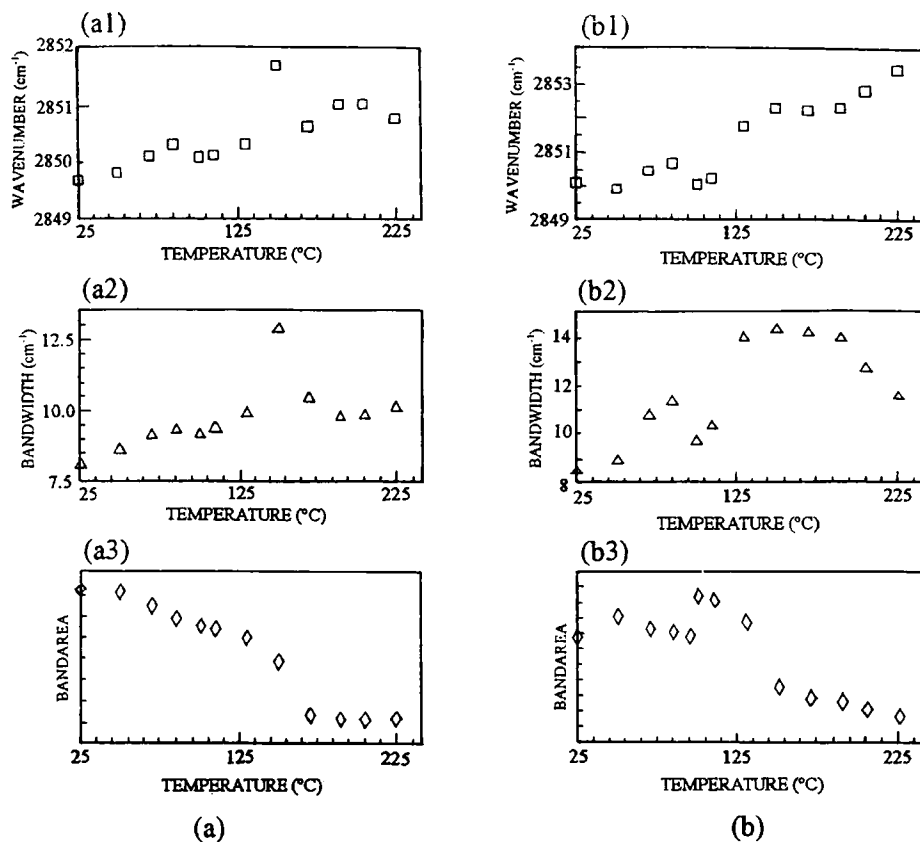 (a1)
WAVENUMBER (cm⁻¹)
2852
2851
2850
2849
25
125
225
TEMPERATURE (°C)
(b1)
WAVENUMBER (cm⁻¹)
2853
2851
2849
25
125
225
TEMPERATURE (°C)
(a2)
BANDWIDTH (cm⁻¹)
12.5
10.0
7.5
25
125
225
TEMPERATURE (°C)
(b2)
BANDWIDTH (cm⁻¹)
14
12
11
8
25
125
225
TEMPERATURE (°C)
(a3)
BANDAREA
25
125
225
TEMPERATURE (°C)
(b3)
BANDAREA
25
125
225
TEMPERATURE (°C)
(a)
(b)